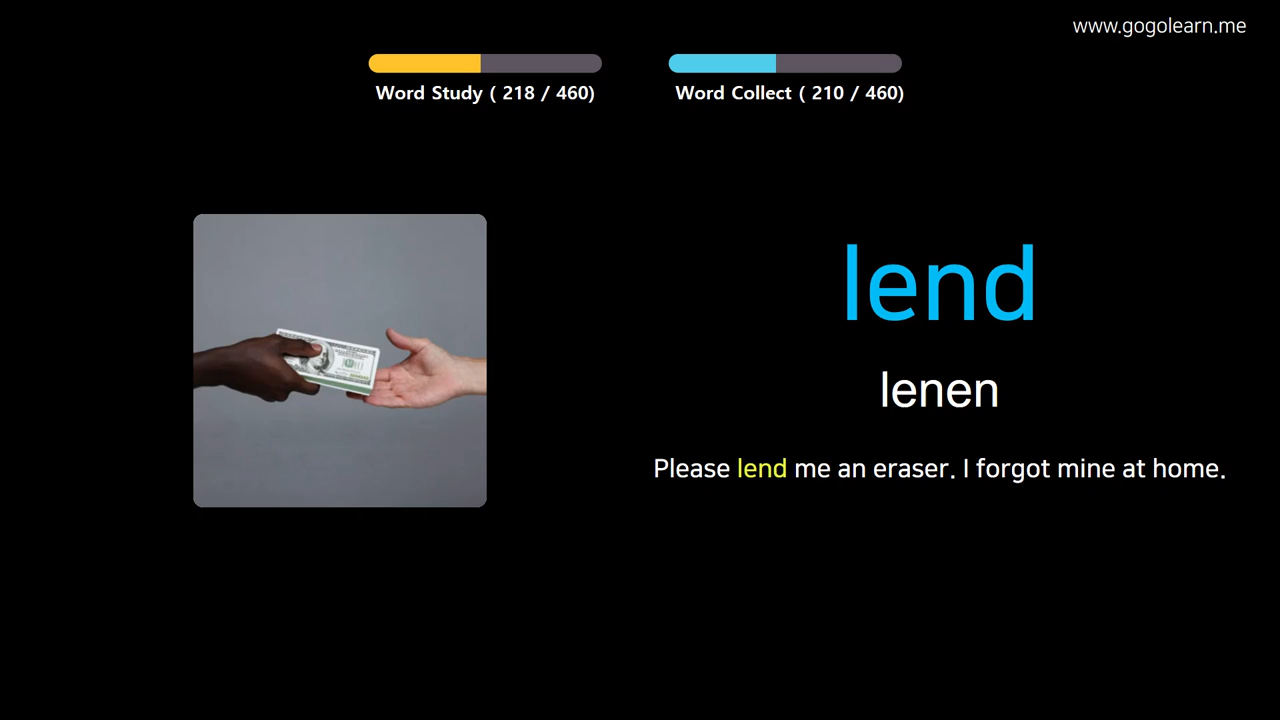 www.gogolearn.me
Word Study ( 218 / 460)
Word Collect ( 210 / 460)
lend
lenen
Please lend me an eraser. I forgot mine at home.